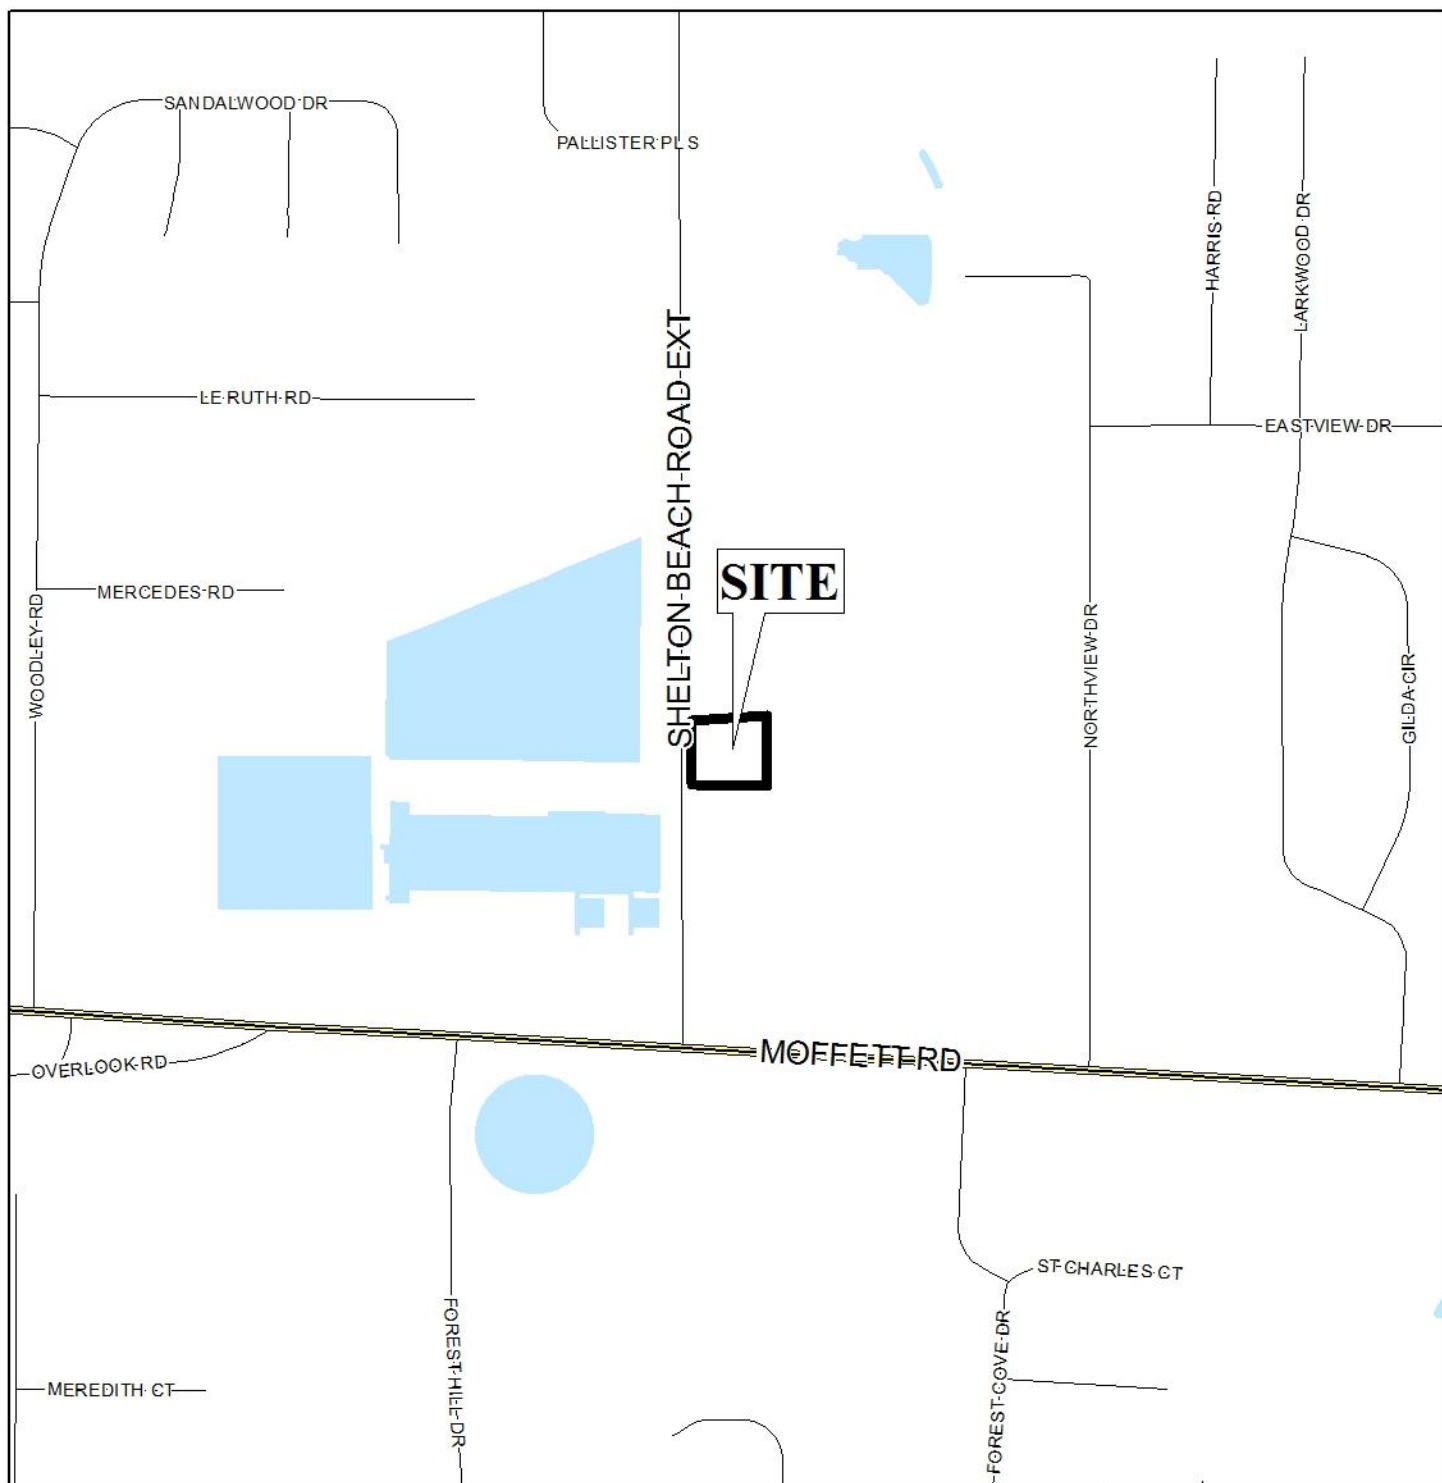 SANDALWOOD DR
PALLISTER PL S
HARRIS RD
LARKWOOD DR
SHELTON BEACH ROAD EXT
LE RUTH RD
EASTVIEW DR
SITE
MERCEDES RD
WOODLEY RD
NORTHVIEW DR
GILDA CIR
MOFFETT RD
OVERLOOK RD
ST CHARLES CT
FOREST HILL DR
FOREST COVE DR
MEREDITH CT